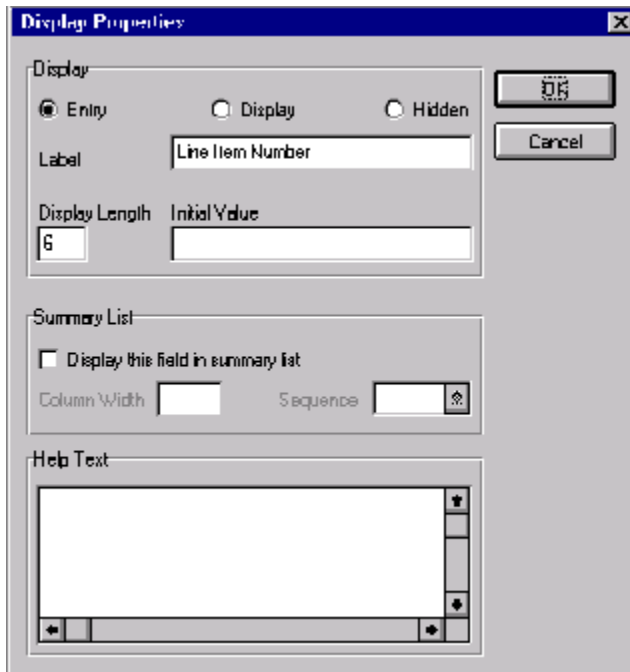 Display Properties
Display
Entry Display Hidden
OK
Cancel
Label Line Item Number
Display Length Initial Value
6
Summary List
Display this field in summary list
Column Width Sequence
Help Text